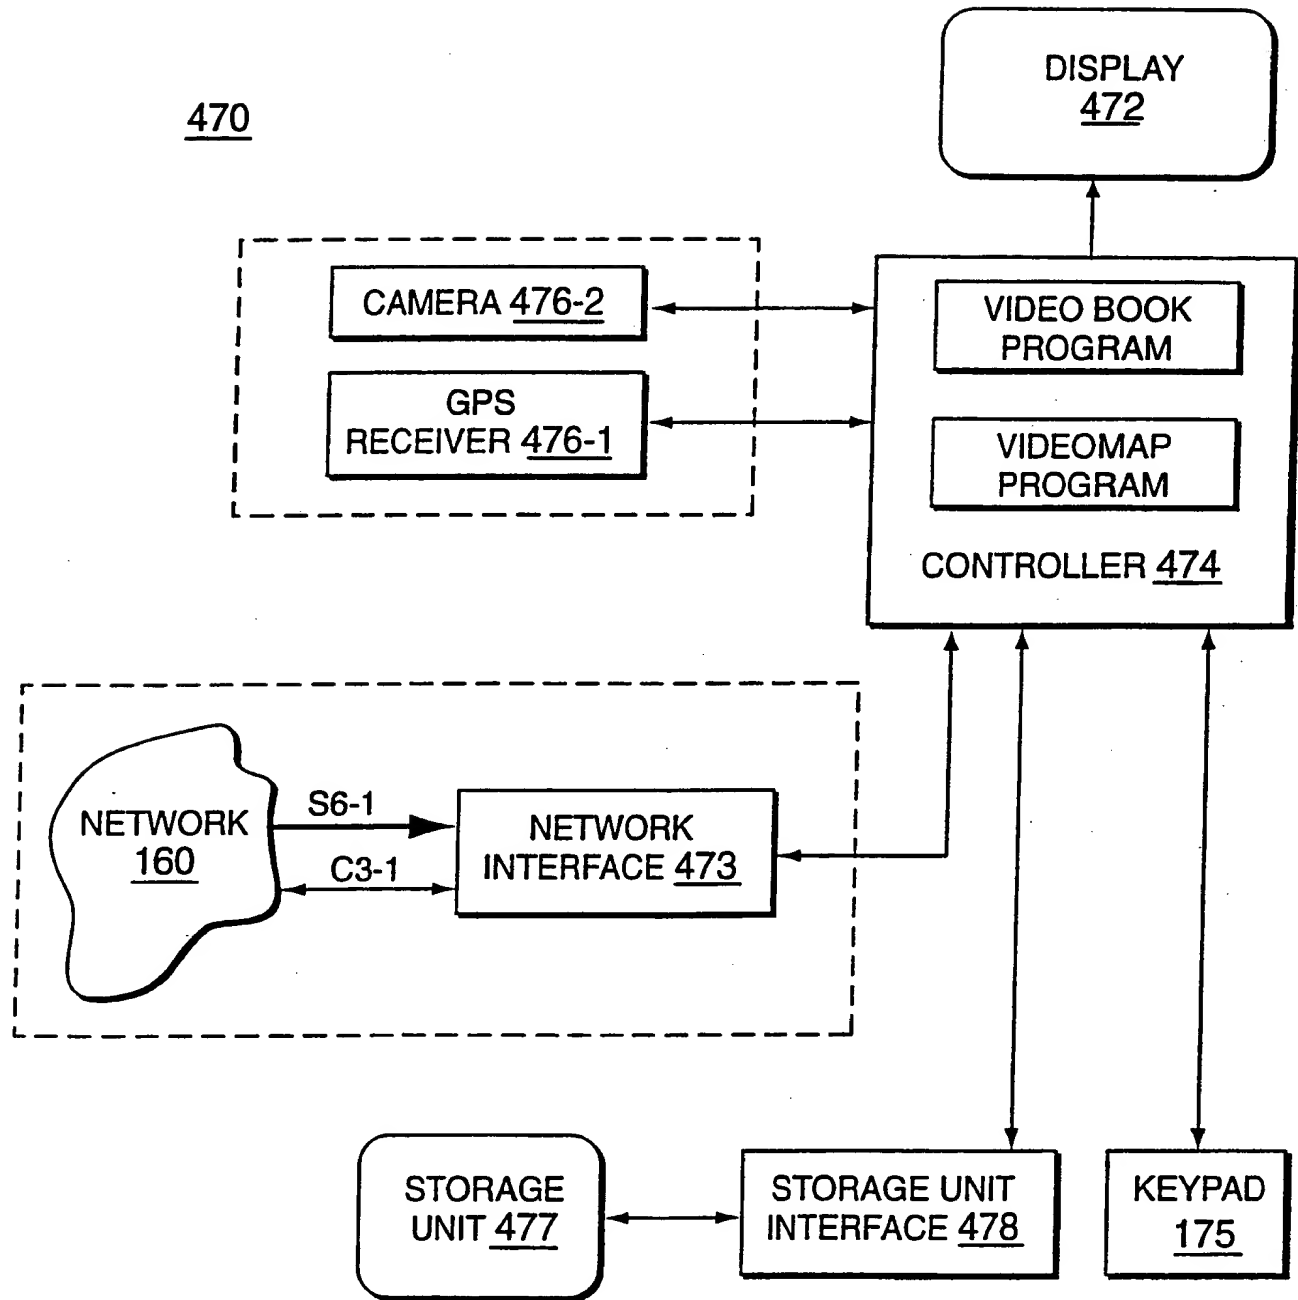 DISPLAY
472
470
CAMERA 476-2
GPS
RECEIVER 476-1
VIDEO BOOK
PROGRAM
VIDEOMAP
PROGRAM
CONTROLLER 474
NETWORK
160
S6-1
C3-1
NETWORK
INTERFACE 473
STORAGE
UNIT 477
STORAGE UNIT
INTERFACE 478
KEYPAD
175